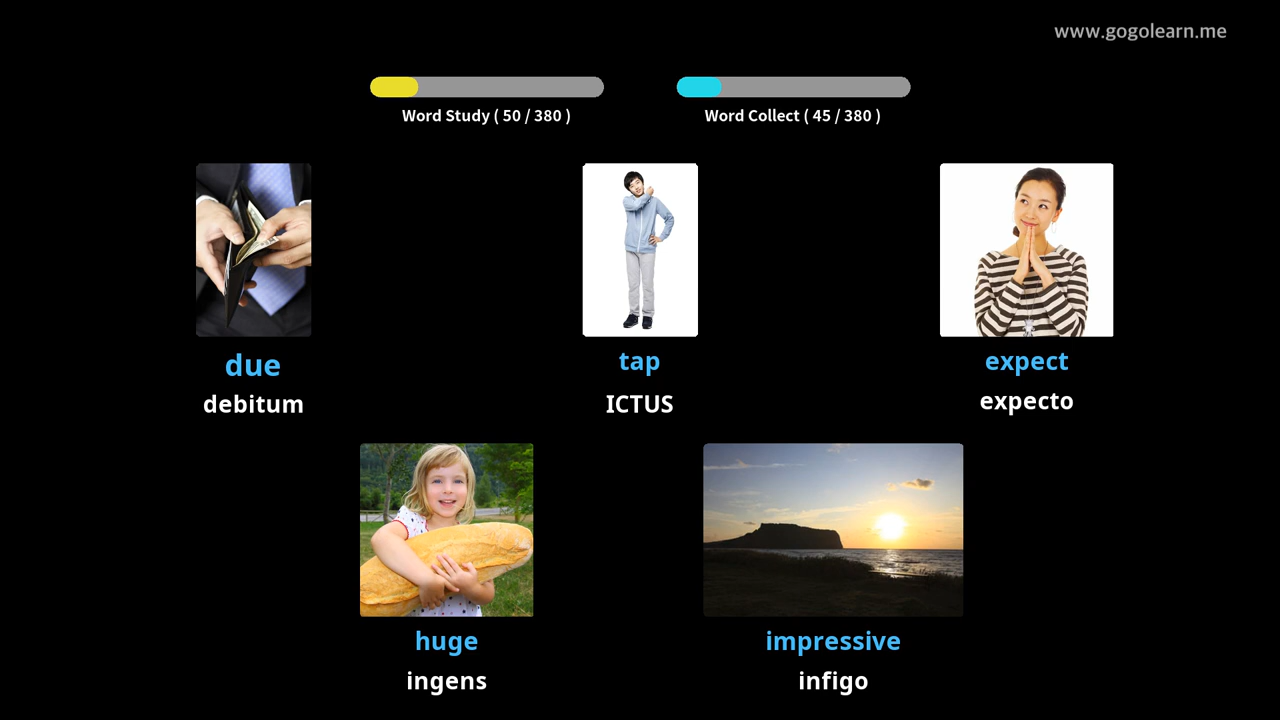 www.gogolearn.me
Word Study ( 50 / 380 )
Word Collect ( 45 / 380 )
due
debitum
tap
ICTUS
expect
expecto
huge
ingens
impressive
infigo